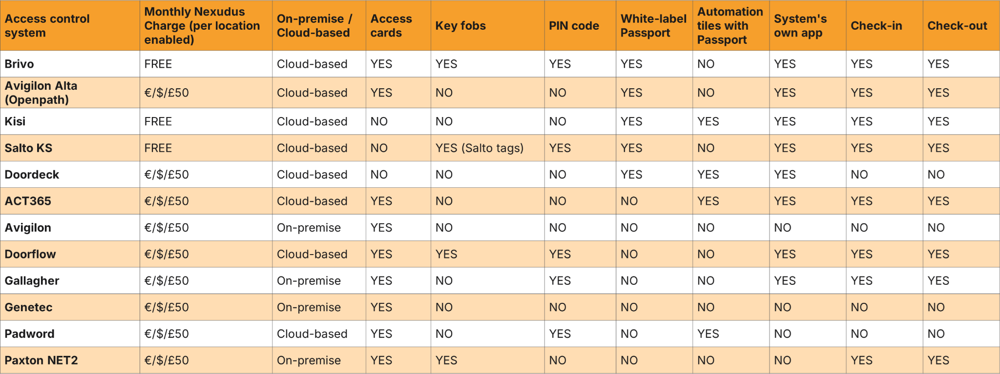 Access control system Monthly Nexudus Charge (per location enabled) On-premise / Cloud-based Access cards Key fobs PIN code White-label Passport Automation tiles with Passport System's own app Check-in Check-out
Brivo FREE Cloud-based YES YES YES YES NO YES YES YES
Avigilon Alta (Openpath) €/$/£50 Cloud-based YES NO NO YES NO YES YES YES
Kisi FREE Cloud-based NO NO NO YES YES YES YES YES
Salto KS FREE Cloud-based NO YES (Salto tags) YES YES NO YES YES YES
Doordeck €/$/£50 Cloud-based NO NO NO YES YES YES NO NO
ACT365 €/$/£50 Cloud-based YES NO NO NO YES YES YES YES
Avigilon €/$/£50 On-premise YES NO NO NO NO NO NO NO
Doorflow €/$/£50 Cloud-based YES YES YES NO NO YES YES YES
Gallagher €/$/£50 On-premise YES NO YES NO NO YES YES YES
Genetec €/$/£50 On-premise YES NO NO NO NO NO NO NO
Padword €/$/£50 Cloud-based YES NO YES NO YES NO NO NO
Paxton NET2 €/$/£50 On-premise YES YES NO NO NO NO YES YES